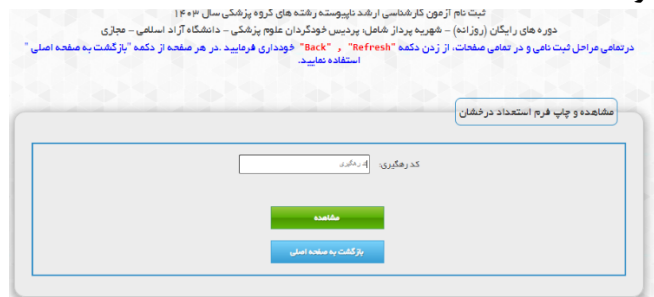 ثبت نام آزمون کارشناسی ارشد ناپیوسته رشته های گروه پزشکی سال ۱۴۰۳
دوره های رایگان (روزانه) – شهریه پرداز شامل: پردیس خودگردان علوم پزشکی – دانشگاه آزاد اسلامی – مجازی
درتمامی مراحل ثبت نامی و در تمامی صفحات، از زدن دکمه "Back" , "Refresh" خودداری فرمایید .در هر صفحه از دکمه "بازگشت به صفحه اصلی "
استفاده نمایید.
مشاهده و چاپ فرم استعداد درخشان
کد رهگیری: کد رهگیری
مشاهده
بازگشت به صفحه اصلی